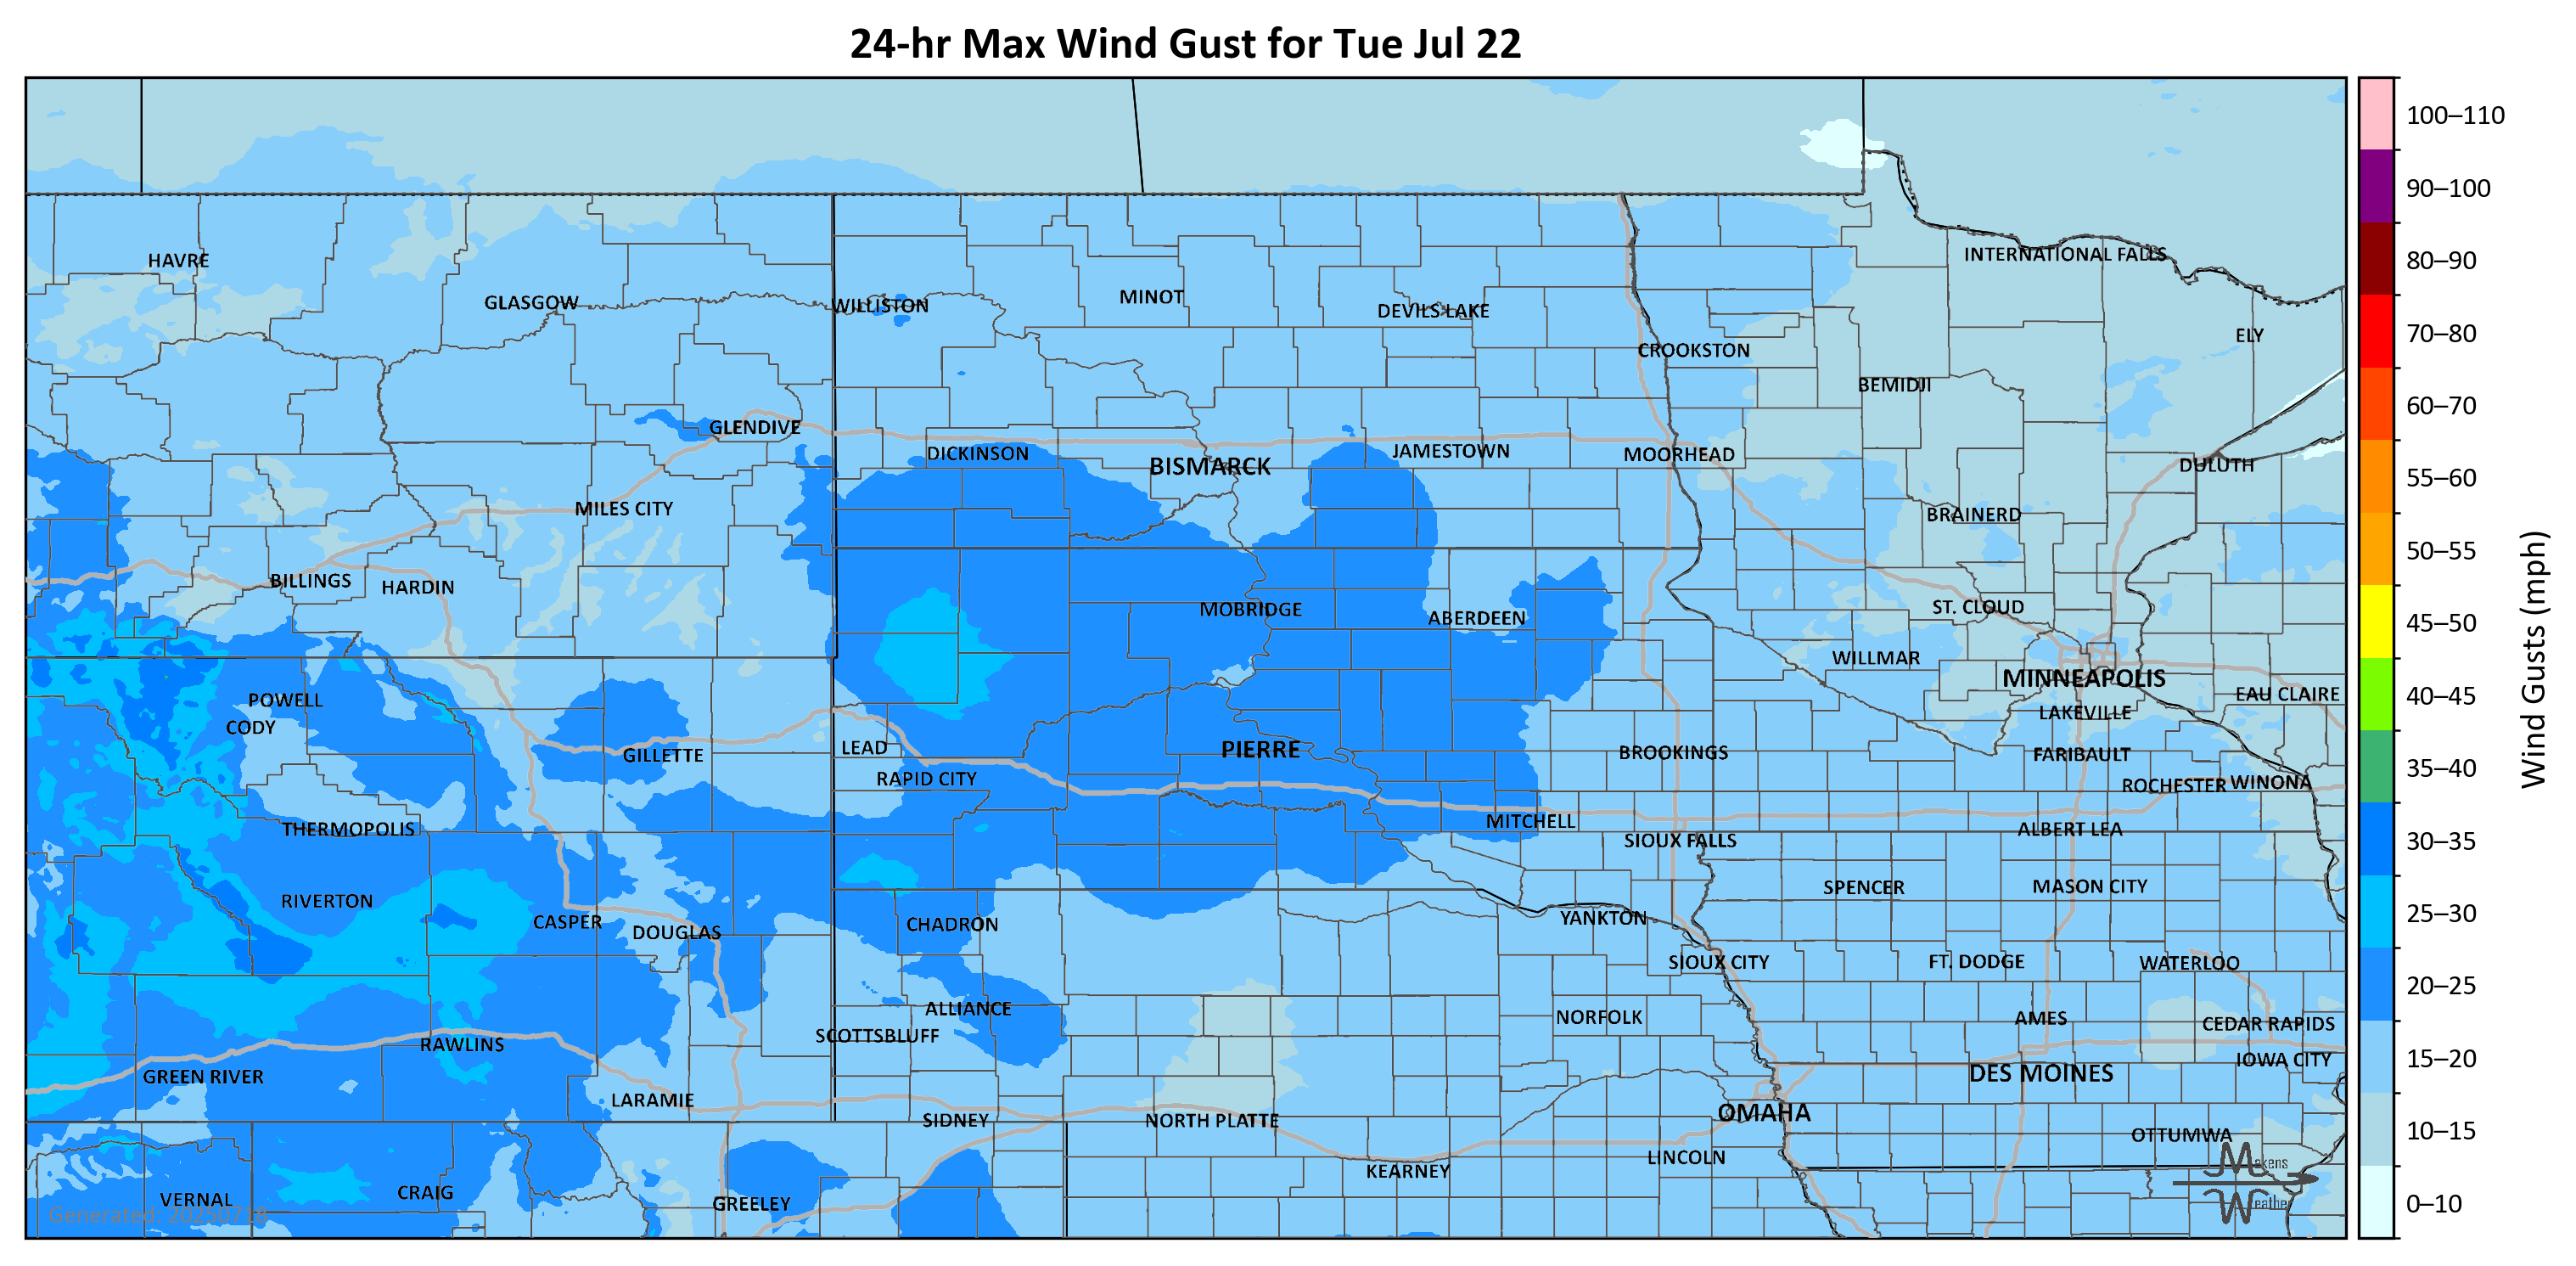 24-hr Max Wind Gust for Tue Jul 22
HAVRE
GLASGOW
WILLISTON
MINOT
DEVILS LAKE
CROOKSTON
INTERNATIONAL FALLS
ELY
BEMIDJI
GLENDIVE
DICKINSON
BISMARCK
JAMESTOWN
MOORHEAD
DULUTH
MILES CITY
BRAINERD
BILLINGS
HARDIN
MOBRIDGE
ABERDEEN
ST. CLOUD
WILLMAR
MINNEAPOLIS
EAU CLAIRE
POWELL
CODY
LAKEVILLE
GILLETTE
LEAD
PIERRE
BROOKINGS
FARIBAULT
RAPID CITY
ROCHESTER
WINONA
THERMOPOLIS
MITCHELL
SIOUX FALLS
ALBERT LEA
RIVERTON
SPENCER
MASON CITY
CASPER
DOUGLAS
CHADRON
YANKTON
SIOUX CITY
FT. DODGE
WATERLOO
ALLIANCE
SCOTTSBLUFF
NORFOLK
AMES
CEDAR RAPIDS
RAWLINS
IOWA CITY
GREEN RIVER
DES MOINES
LARAMIE
SIDNEY
NORTH PLATTE
OMAHA
OTTUMWA
KEARNEY
LINCOLN
VERNAL
CRAIG
GREELEY
Generated: 20250718
Makens
Weather
100–110
90–100
80–90
70–80
60–70
55–60
50–55
45–50
40–45
35–40
30–35
25–30
20–25
15–20
10–15
0–10
Wind Gusts (mph)